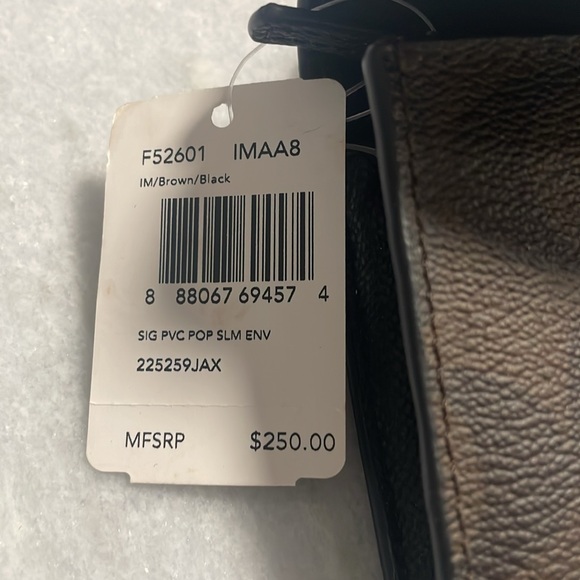 F52601 IMAA8
IM/Brown/Black
8 88067 69457 4
SIG PVC POP SLM ENV
225259JAX
MFSRP $250.00